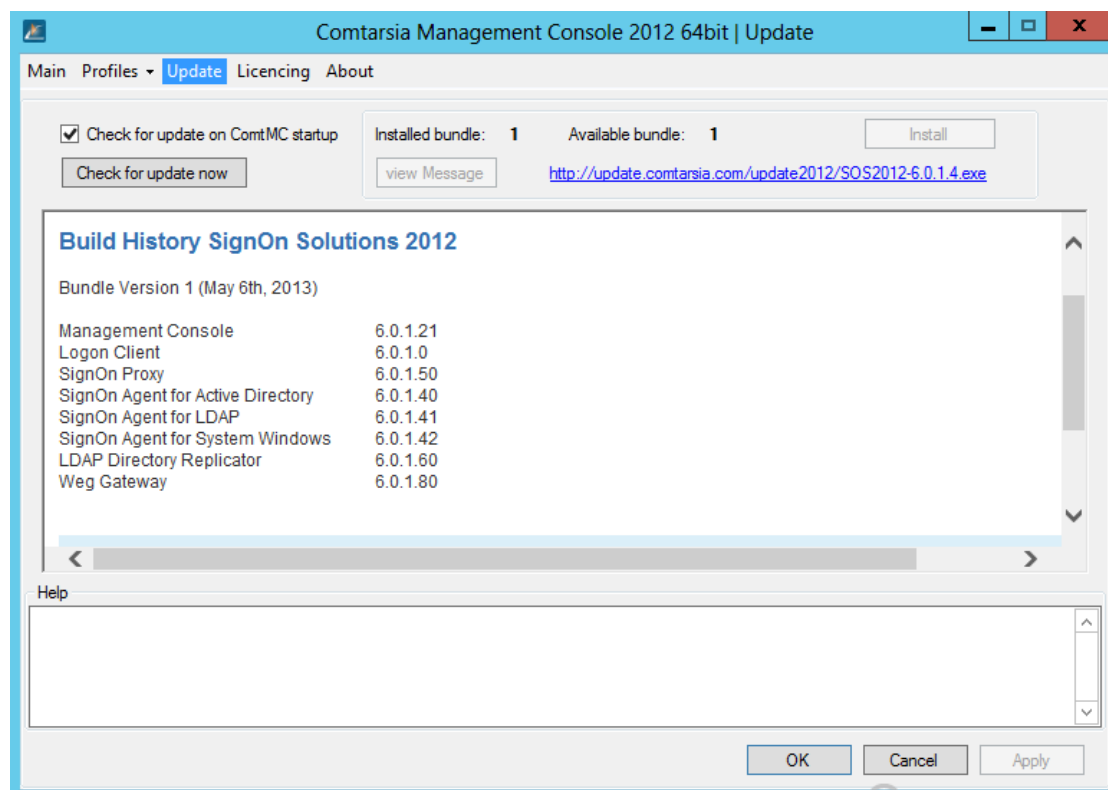 Comtarsia Management Console 2012 64bit | Update
Main Profiles Update Licencing About
Check for update on ComtMC startup Installed bundle: 1 Available bundle: 1 Install
Check for update now view Message http://update.comtarsia.com/update2012/SOS2012-6.0.1.4.exe
Build History SignOn Solutions 2012
Bundle Version 1 (May 6th, 2013)
Management Console 6.0.1.21
Logon Client 6.0.1.0
SignOn Proxy 6.0.1.50
SignOn Agent for Active Directory 6.0.1.40
SignOn Agent for LDAP 6.0.1.41
SignOn Agent for System Windows 6.0.1.42
LDAP Directory Replicator 6.0.1.60
Weg Gateway 6.0.1.80
Help
OK Cancel Apply